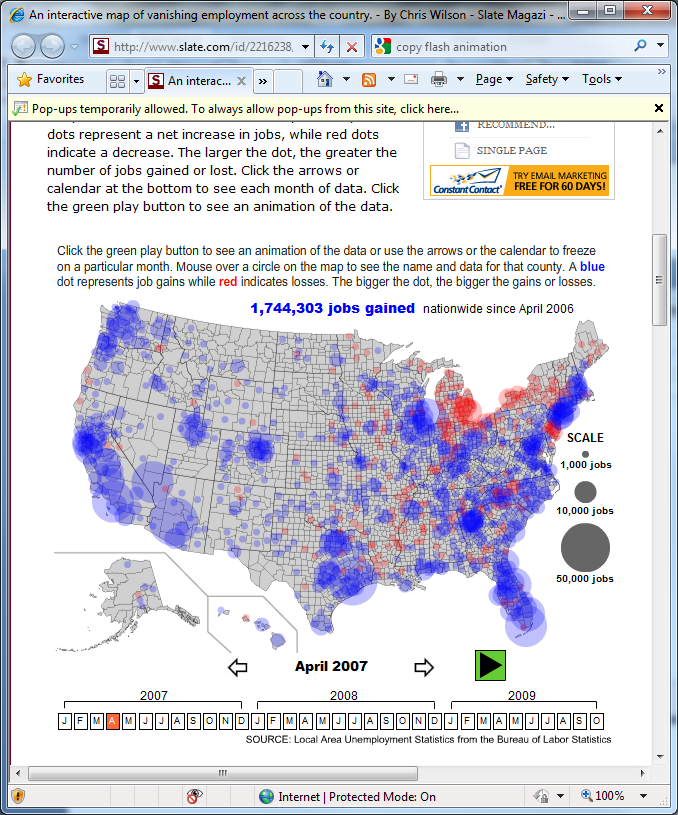 An interactive map of vanishing employment across the country. - By Chris Wilson - Slate Magazi - ...
http://www.slate.com/id/2216238,
copy flash animation
Favorites
An interac...
»
Page
Safety
Tools
»
Pop-ups temporarily allowed. To always allow pop-ups from this site, click here...
dots represent a net increase in jobs, while red dots
indicate a decrease. The larger the dot, the greater the
number of jobs gained or lost. Click the arrows or
calendar at the bottom to see each month of data. Click
the green play button to see an animation of the data.
RECOMMEND...
SINGLE PAGE
Constant Contact
TRY EMAIL MARKETING
FREE FOR 60 DAYS!
Click the green play button to see an animation of the data or use the arrows or the calendar to freeze
on a particular month. Mouse over a circle on the map to see the name and data for that county. A blue
dot represents job gains while red indicates losses. The bigger the dot, the bigger the gains or losses.
1,744,303 jobs gained nationwide since April 2006
SCALE
1,000 jobs
10,000 jobs
50,000 jobs
April 2007
2007 2008 2009
J F M A M J J A S O N D J F M A M J J A S O N D J F M A M J J A S O
SOURCE: Local Area Unemployment Statistics from the Bureau of Labor Statistics
Internet | Protected Mode: On
100%